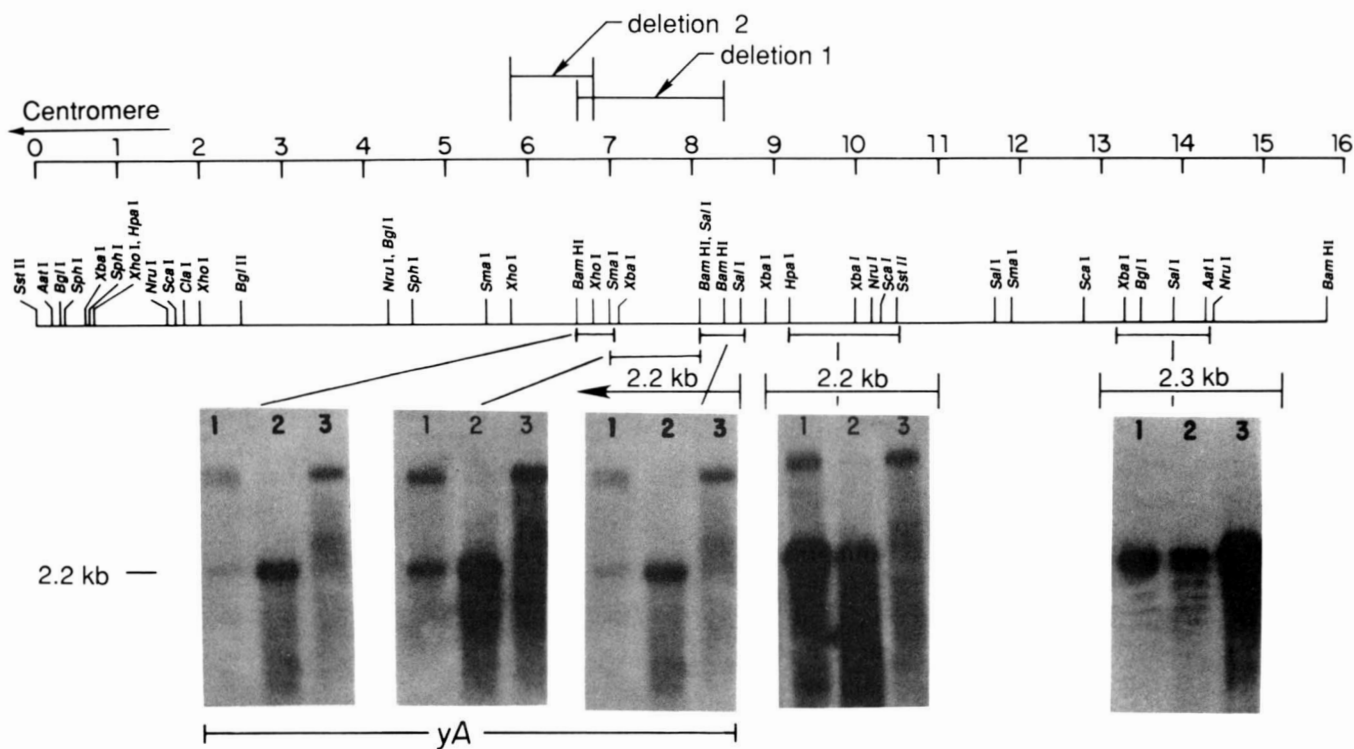 deletion 2
deletion 1
Centromere
0 1 2 3 4 5 6 7 8 9 10 11 12 13 14 15 16
Sst II
Aat I
Bgl I
Sph I
Xba I
Sph I
Xho I, Hpa I
Nru I
Sca I
Cla I
Xho I
Bgl II
Nru I, Bgl I
Sph I
Sma I
Xho I
Bam HI
Xho I
Sma I
Xba I
Bam HI, Sal I
Bam HI
Sal I
Xba I
Hpa I
Xba I
Nru I
Sca I
Sst II
Sal I
Sma I
Sca I
Xba I
Bgl I
Sal I
Aat I
Nru I
Bam HI
2.2 kb 2.2 kb 2.3 kb
1 2 3 1 2 3 1 2 3 1 2 3 1 2 3
2.2 kb
yA